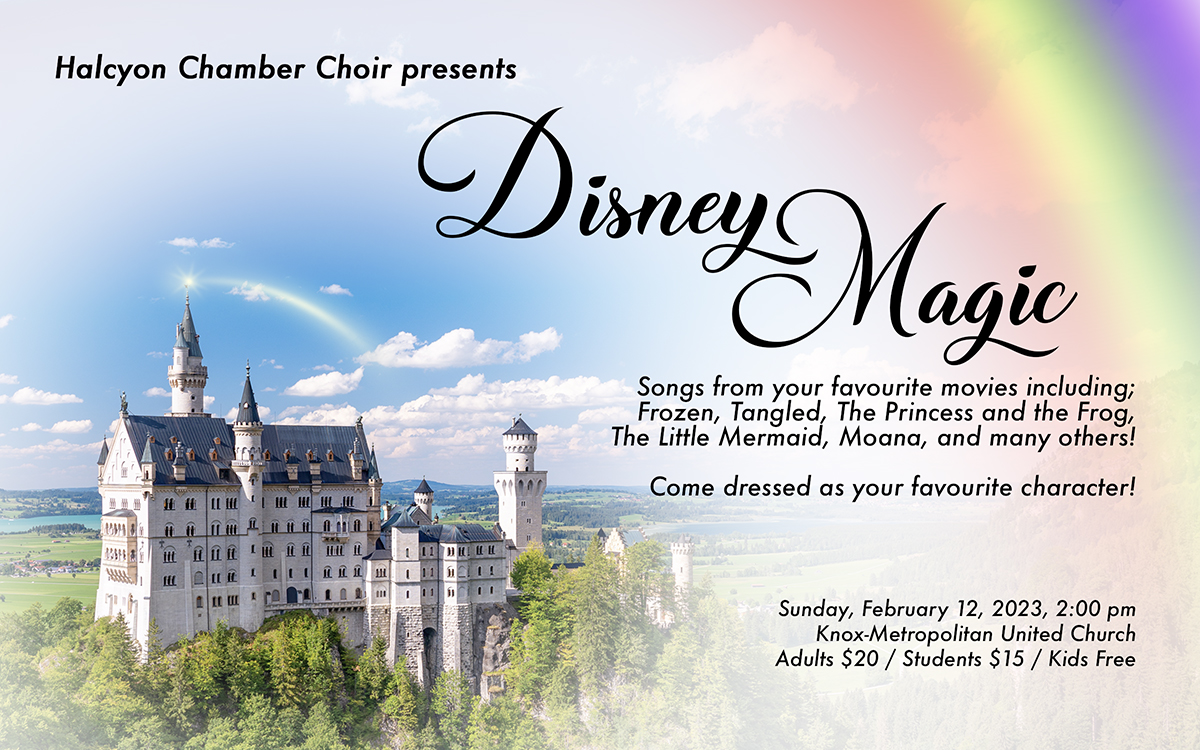 Halcyon Chamber Choir presents
Disney
Magic
Songs from your favourite movies including;
Frozen, Tangled, The Princess and the Frog,
The Little Mermaid, Moana, and many others!
Come dressed as your favourite character!
Sunday, February 12, 2023, 2:00 pm
Knox-Metropolitan United Church
Adults $20 / Students $15 / Kids Free